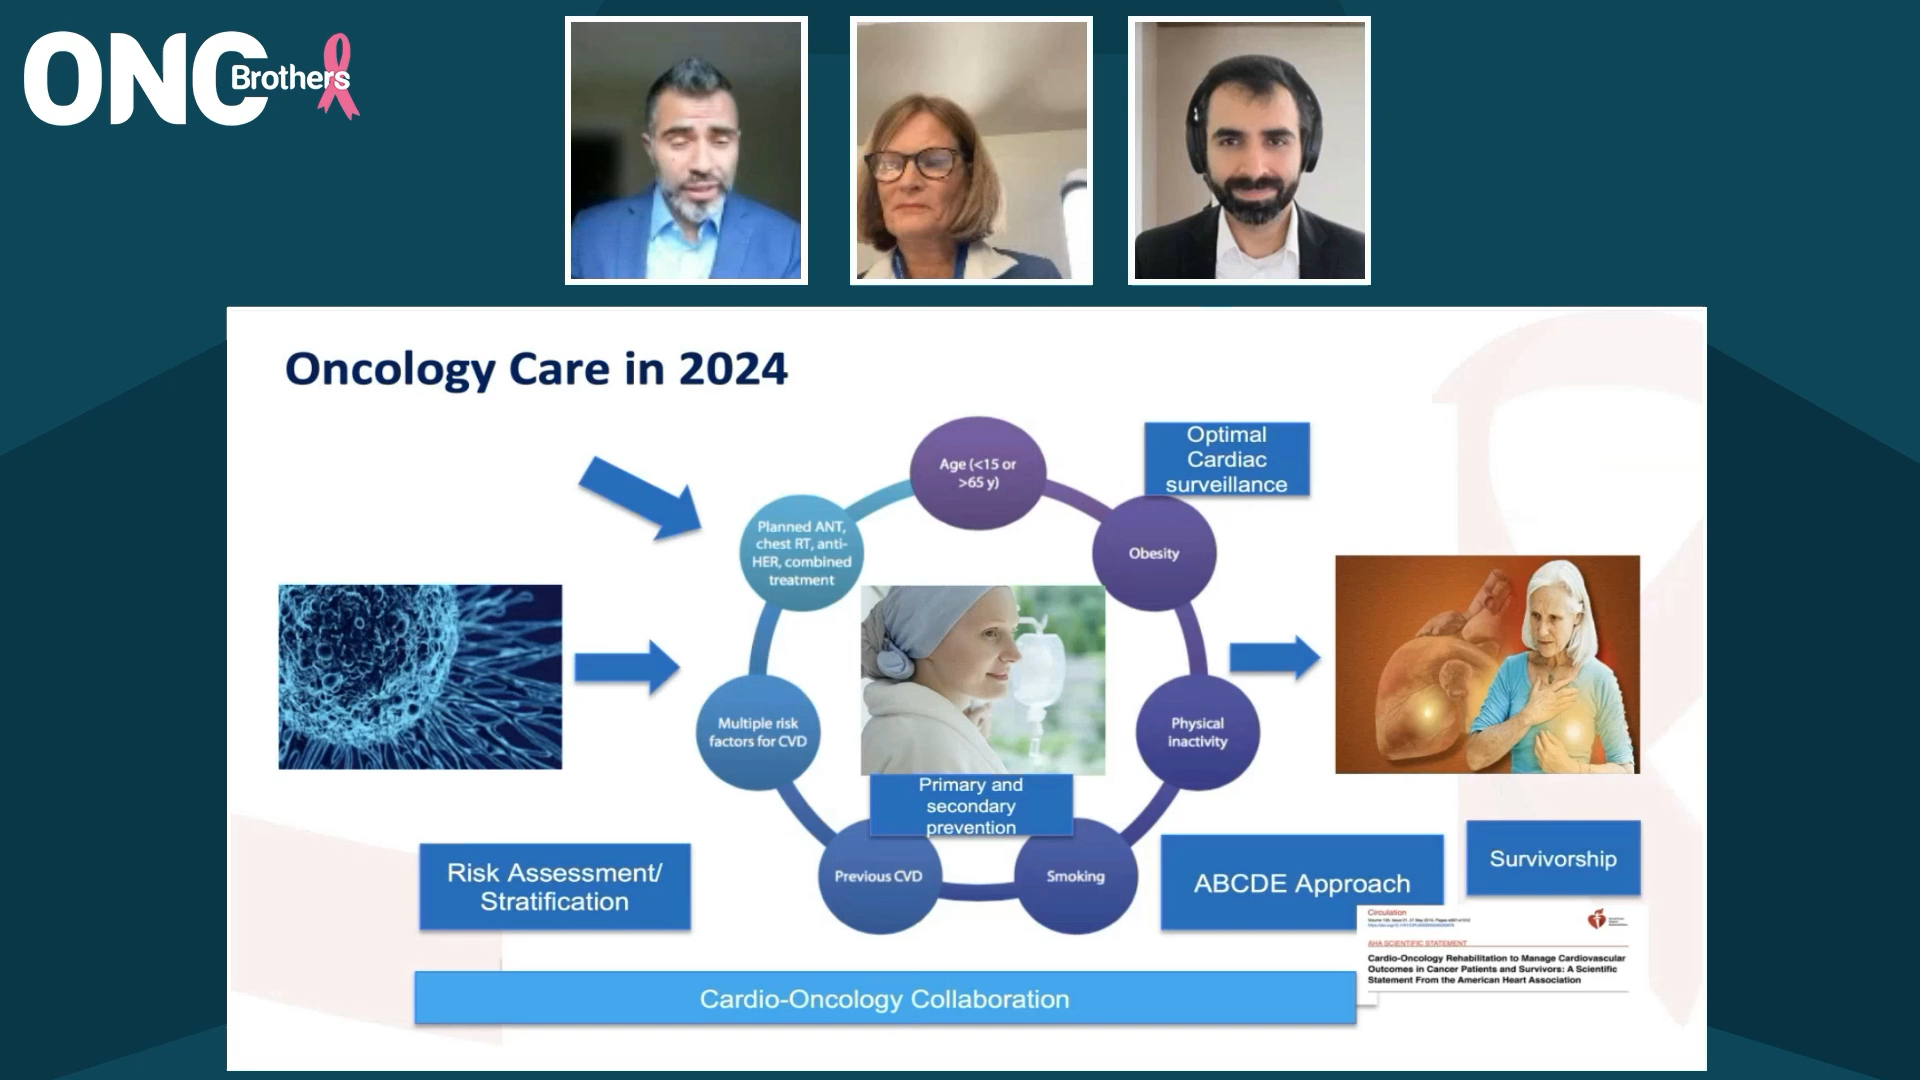 ONC
Brothers
Oncology Care in 2024
Age (<15 or
>65 y)
Optimal
Cardiac
surveillance
Planned ANT,
chest RT, anti-
HER, combined
treatment
Obesity
Multiple risk
factors for CVD
Physical
inactivity
Primary and
secondary
prevention
Previous CVD
Smoking
Risk Assessment/
Stratification
ABCDE Approach
Survivorship
Circulation
AHA SCIENTIFIC STATEMENT
Cardio-Oncology Rehabilitation to Manage Cardiovascular
Outcomes in Cancer Patients and Survivors: A Scientific
Statement From the American Heart Association
Cardio-Oncology Collaboration